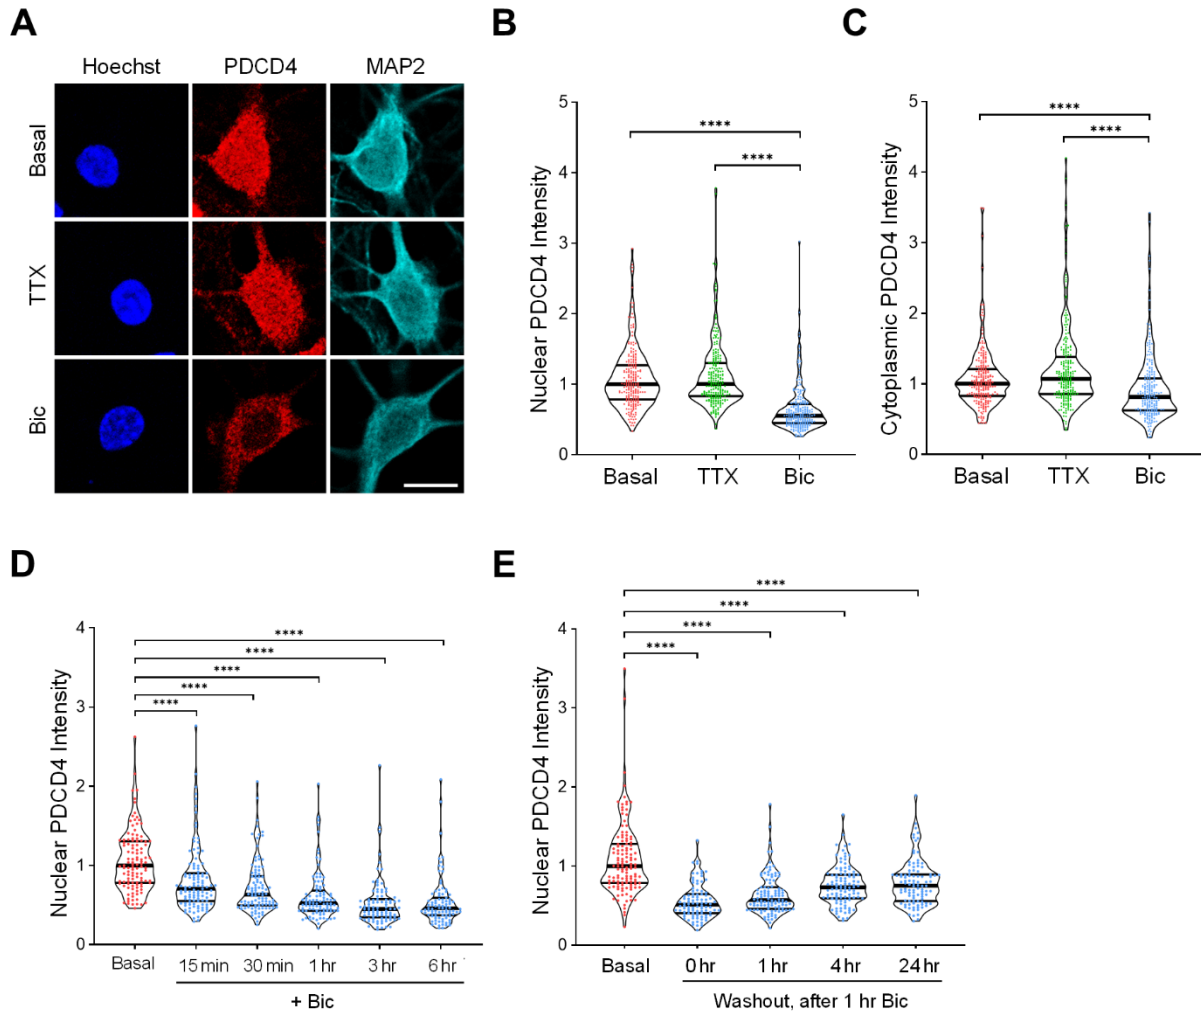 A
Hoechst PDCD4 MAP2
Basal
TTX
Bic
B
Nuclear PDCD4 Intensity
5
4
3
2
1
0
**** 
****
Basal TTX Bic
C
Cytoplasmic PDCD4 Intensity
5
4
3
2
1
0
****
****
Basal TTX Bic
D
Nuclear PDCD4 Intensity
4
3
2
1
0
****
****
****
****
****
Basal 15 min 30 min 1 hr 3 hr 6 hr
+ Bic
E
Nuclear PDCD4 Intensity
4
3
2
1
0
****
****
****
****
Basal 0 hr 1 hr 4 hr 24 hr
Washout, after 1 hr Bic